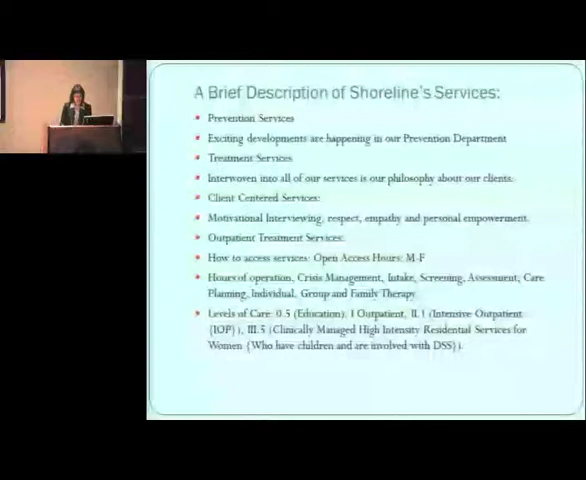 A Brief Description of Shoreline's Services:
Prevention Services
Exciting developments are happening in our Prevention Department
Treatment Services
Interwoven into all of our services is our philosophy about our clients.
Client Centered Services:
Motivational Interviewing, respect, empathy and personal empowerment.
Outpatient Treatment Services:
How to access services: Open Access Hours: M-F
Hours of operation, Crisis Management, Intake, Screening, Assessment, Care
Planning, Individual, Group and Family Therapy.
Levels of Care: 0.5 (Education), I Outpatient, II.1 (Intensive Outpatient
(IOP)), III.5 (Clinically Managed High Intensity Residential Services for
Women (Who have children and are involved with DSS)).